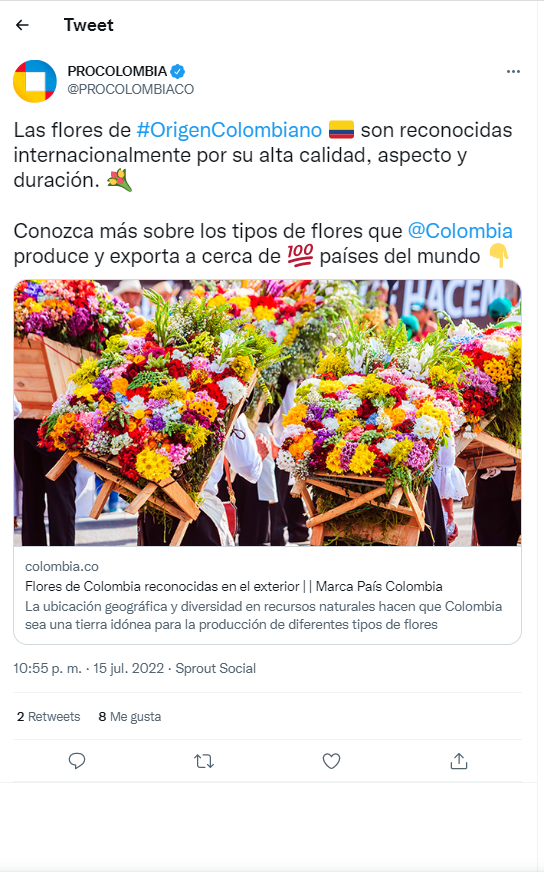 Tweet
PROCOLOMBIA
@PROCOLOMBIACO
Las flores de #OrigenColombiano 🇨🇴 son reconocidas
internacionalmente por su alta calidad, aspecto y
duración. 💐
Conozca más sobre los tipos de flores que @Colombia
produce y exporta a cerca de 💯 países del mundo 👇
HACEM
colombia.co
Flores de Colombia reconocidas en el exterior || Marca País Colombia
La ubicación geográfica y diversidad en recursos naturales hacen que Colombia
sea una tierra idónea para la producción de diferentes tipos de flores
10:55 p. m. · 15 jul. 2022 · Sprout Social
2 Retweets 8 Me gusta